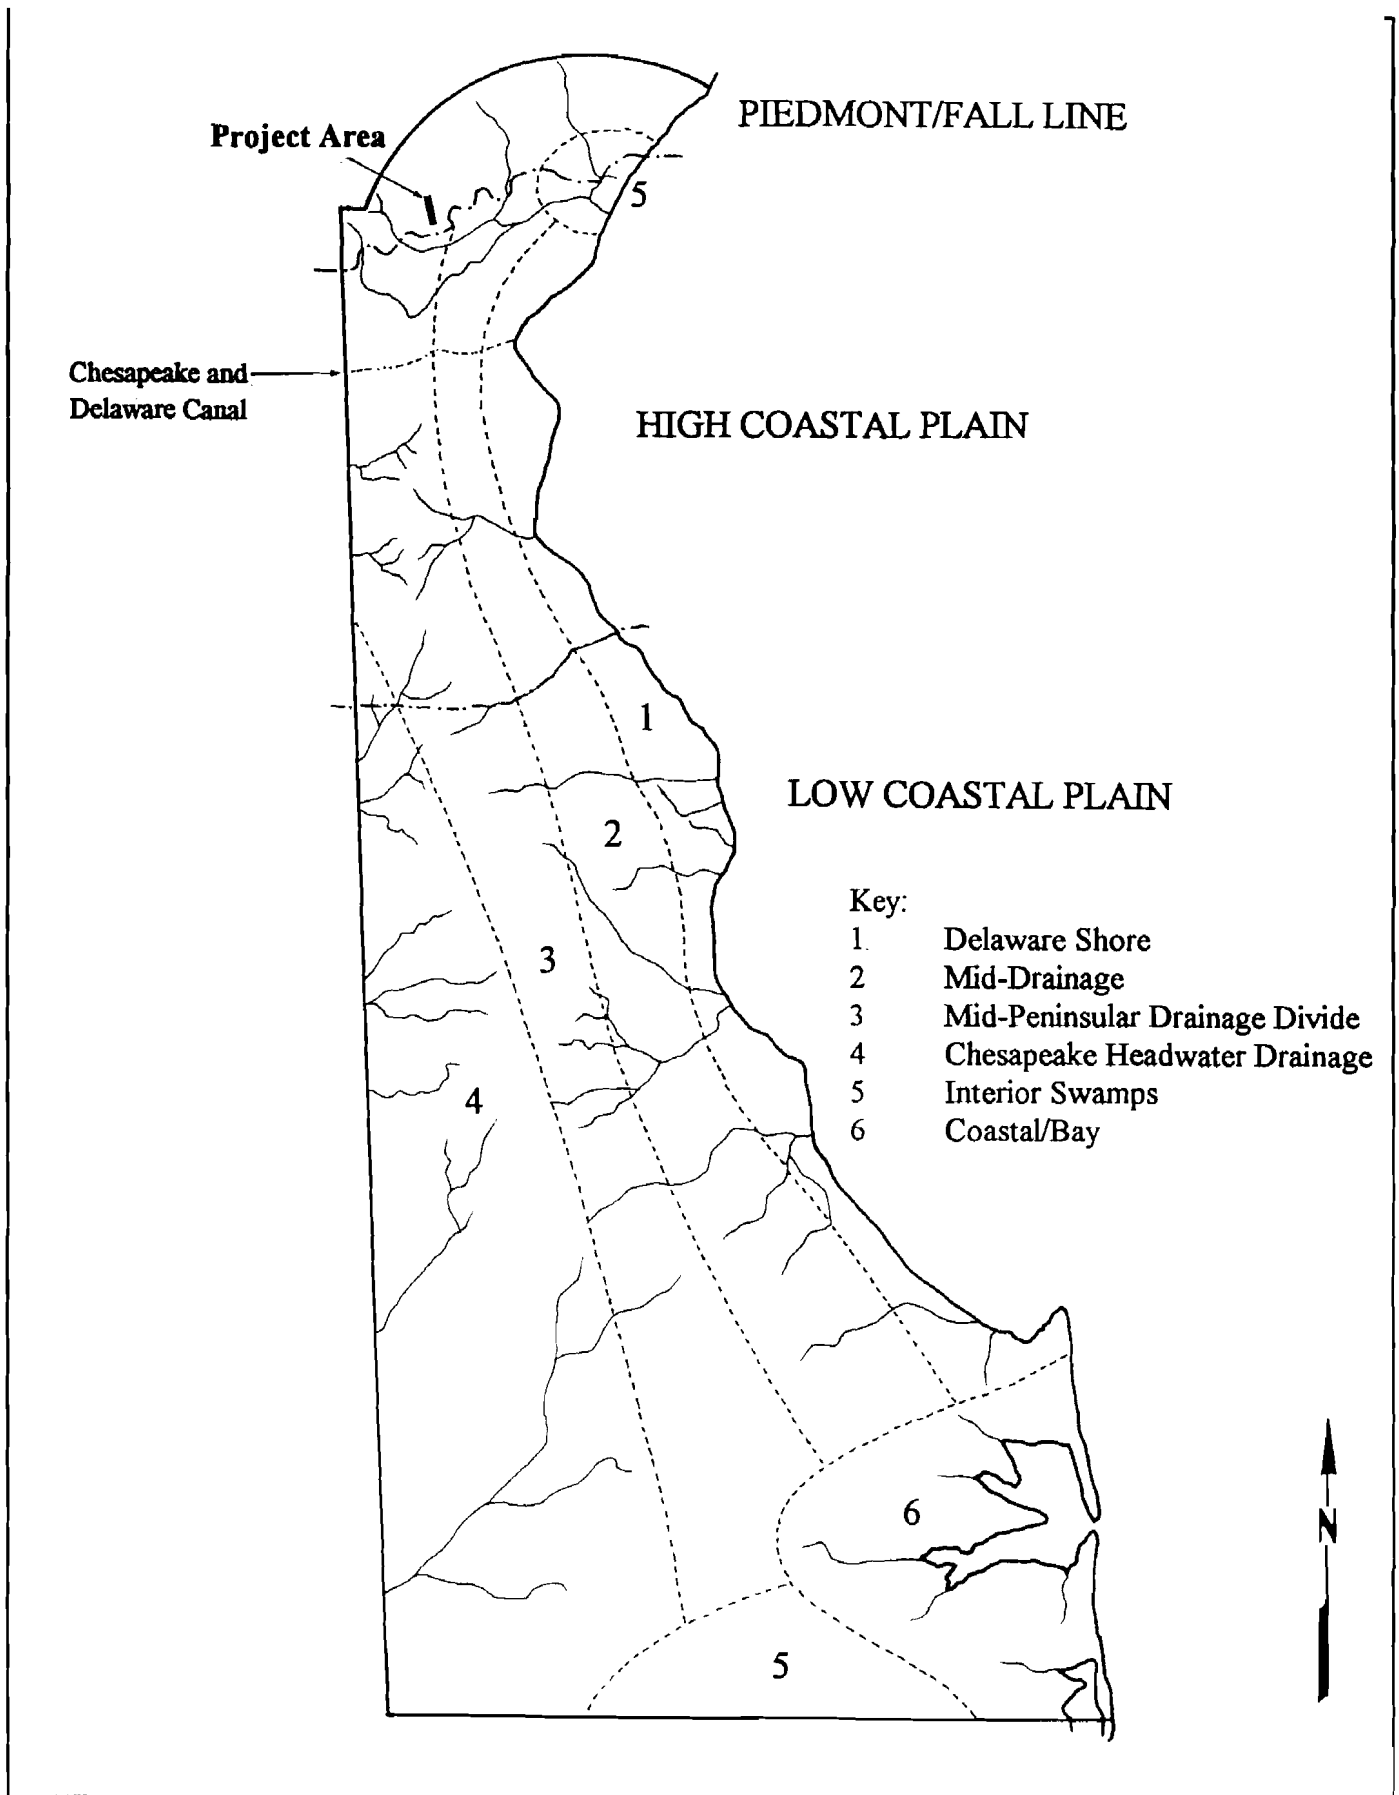 PIEDMONT/FALL LINE
Project Area
5
Chesapeake and
Delaware Canal
HIGH COASTAL PLAIN
1
LOW COASTAL PLAIN
2
Key:
1 Delaware Shore
2 Mid-Drainage
3 Mid-Peninsular Drainage Divide
4 Chesapeake Headwater Drainage
5 Interior Swamps
6 Coastal/Bay
3
4
6
N
5